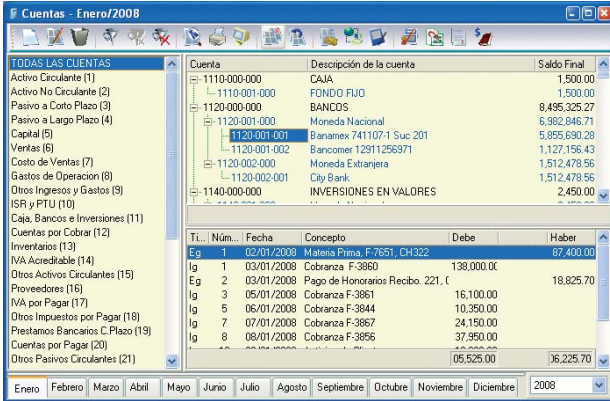 Cuentas - Enero/2008
TODAS LAS CUENTAS
Activo Circulante (1)
Activo No Circulante (2)
Pasivo a Corto Plazo (3)
Pasivo a Largo Plazo (4)
Capital (5)
Ventas (6)
Costo de Ventas (7)
Gastos de Operacion (8)
Otros Ingresos y Gastos (9)
ISR y PTU (10)
Caja, Bancos e Inversiones (11)
Cuentas por Cobrar (12)
Inventarios (13)
IVA Acreditable (14)
Otros Activos Circulantes (15)
Proveedores (16)
IVA por Pagar (17)
Otros Impuestos por Pagar (18)
Prestamos Bancarios C.Plazo (19)
Cuentas por Pagar (20)
Otros Pasivos Circulantes (21)
Cuenta Descripción de la cuenta Saldo Final
1110-000-000 CAJA 1,500.00
1110-001-000 FONDO FIJO 1,500.00
1120-000-000 BANCOS 8,495,325.27
1120-001-000 Moneda Nacional 6,982,846.71
1120-001-001 Banamex 741107-1 Suc 201 5,855,690.28
1120-001-002 Bancomer 12911256971 1,127,156.43
1120-002-000 Moneda Extranjera 1,512,478.56
1120-002-001 City Bank 1,512,478.56
1140-000-000 INVERSIONES EN VALORES 2,450.00
Ti... Núm... Fecha Concepto Debe Haber
Eg 1 02/01/2008 Materia Prima, F-7651, CH322 87,400.00
Ig 1 03/01/2008 Cobranza F-3860 138,000.00
Eg 2 03/01/2008 Pago de Honorarios Recibo. 221, 18,825.70
Ig 3 05/01/2008 Cobranza F-3861 16,100.00
Ig 5 06/01/2008 Cobranza F-3844 10,350.00
Ig 7 07/01/2008 Cobranza F-3867 24,150.00
Ig 8 08/01/2008 Cobranza F-3856 37,950.00
05,525.00 06,225.70
Enero Febrero Marzo Abril Mayo Junio Julio Agosto Septiembre Octubre Noviembre Diciembre 2008